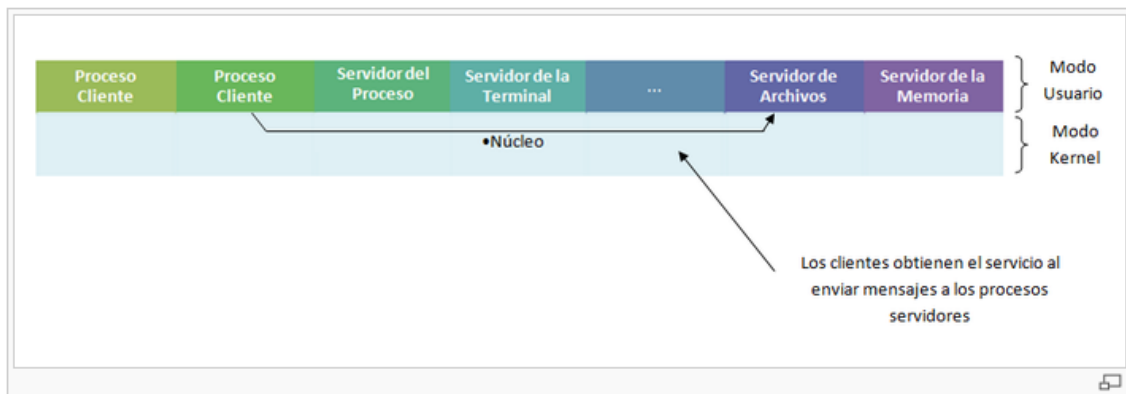 Proceso
Cliente
Proceso
Cliente
Servidor del
Proceso
Servidor de la
Terminal
...
Servidor de
Archivos
Servidor de la
Memoria
Modo
Usuario
•Núcleo
Modo
Kernel
Los clientes obtienen el servicio al
enviar mensajes a los procesos
servidores